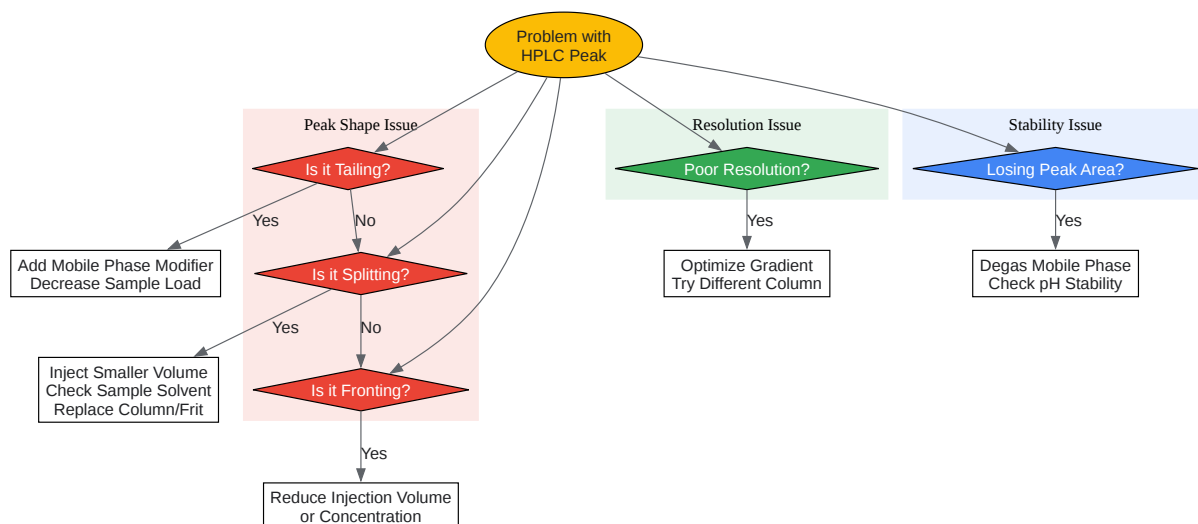 Problem with
HPLC Peak
Peak Shape Issue
Resolution Issue
Stability Issue
Is it Tailing?
Poor Resolution?
Losing Peak Area?
Yes
No
Yes
Yes
Add Mobile Phase Modifier
Decrease Sample Load
Is it Splitting?
Optimize Gradient
Try Different Column
Degas Mobile Phase
Check pH Stability
Yes
No
Inject Smaller Volume
Check Sample Solvent
Replace Column/Frit
Is it Fronting?
Yes
Reduce Injection Volume
or Concentration